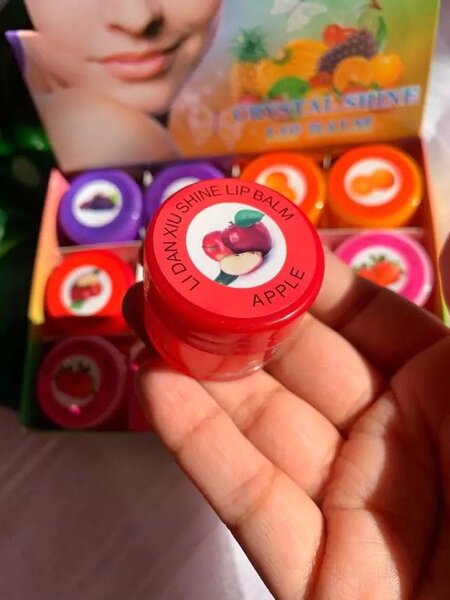 CRYSTAL SHINE
LIP BALM
LI DAN XIU SHINE LIP BALM
APPLE